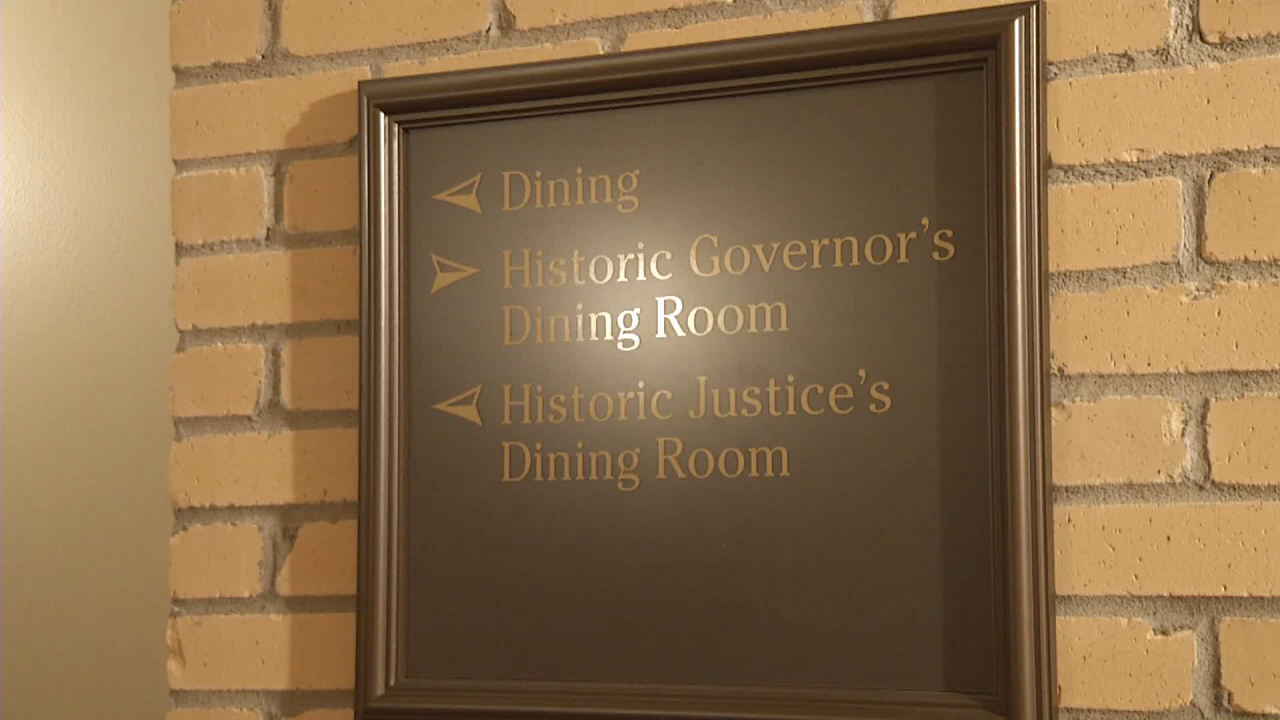 Dining
Historic Governor's
Dining Room
Historic Justice's
Dining Room